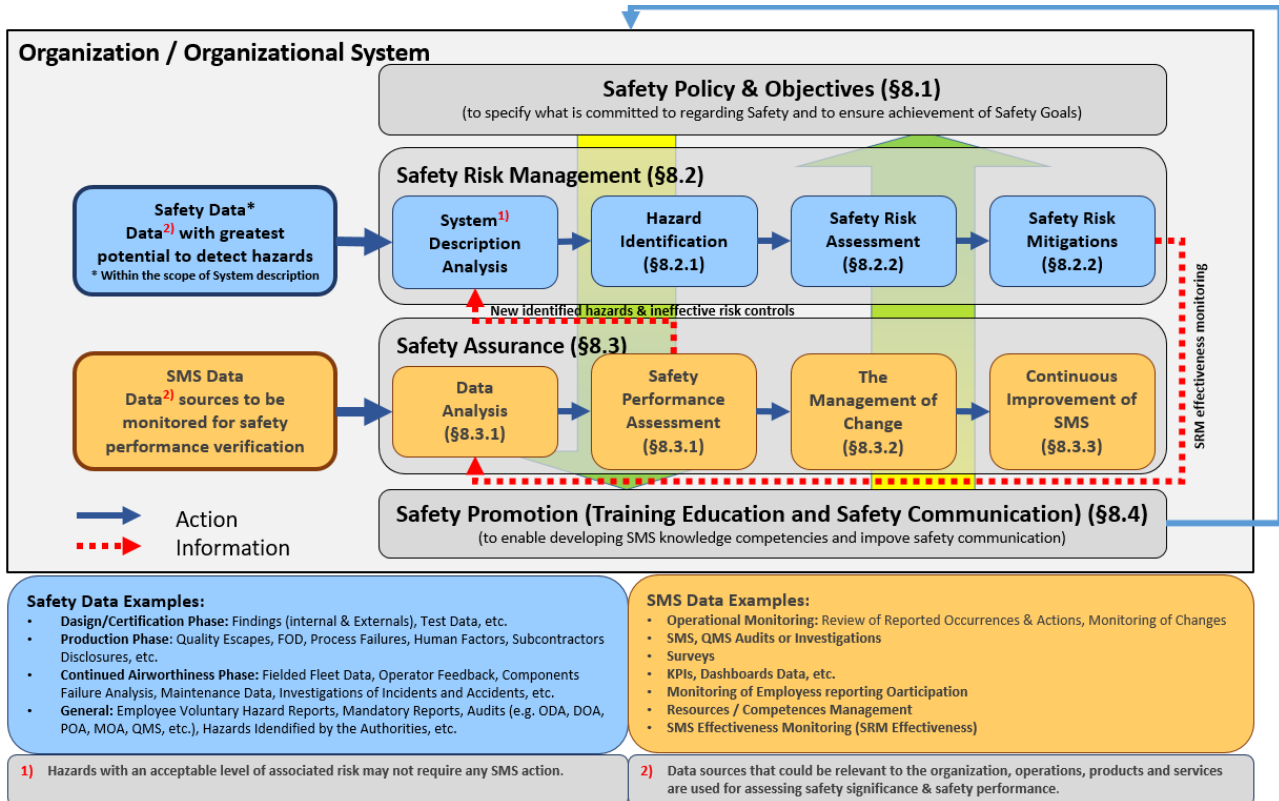 Organization / Organizational System
Safety Policy & Objectives (§8.1)
(to specify what is committed to regarding Safety and to ensure achievement of Safety Goals)
Safety Risk Management (§8.2)
Safety Data*
Data2) with greatest
potential to detect hazards
* Within the scope of System description
System1)
Description
Analysis
Hazard
Identification
(§8.2.1)
Safety Risk
Assessment
(§8.2.2)
Safety Risk
Mitigations
(§8.2.2)
SRM effectiveness monitoring
New identified hazards & ineffective risk controls
Safety Assurance (§8.3)
SMS Data
Data2) sources to be
monitored for safety
performance verification
Data
Analysis
(§8.3.1)
Safety
Performance
Assessment
(§8.3.1)
The
Management of
Change
(§8.3.2)
Continuous
Improvement of
SMS
(§8.3.3)
Safety Promotion (Training Education and Safety Communication) (§8.4)
(to enable developing SMS knowledge competencies and impove safety communication)
Action
Information
Safety Data Examples:
• Dasign/Certification Phase: Findings (internal & Externals), Test Data, etc.
• Production Phase: Quality Escapes, FOD, Process Failures, Human Factors, Subcontractors
Disclosures, etc.
• Continued Airworthiness Phase: Fielded Fleet Data, Operator Feedback, Components
Failure Analysis, Maintenance Data, Investigations of Incidents and Accidents, etc.
• General: Employee Voluntary Hazard Reports, Mandatory Reports, Audits (e.g. ODA, DOA,
POA, MOA, QMS, etc.), Hazards Idendified by the Authorities, etc.
SMS Data Examples:
• Operational Monitoring: Review of Reported Occurrences & Actions, Monitoring of Changes
• SMS, QMS Audits or Investigations
• Surveys
• KPIs, Dashboards Data, etc.
• Monitoring of Employess reporting Oarticipation
• Resources / Competences Management
• SMS Effectiveness Monitoring (SRM Effectiveness)
1) Hazards with an acceptable level of associated risk may not require any SMS action.
2) Data sources that could be relevant to the organization, operations, products and services
are used for assessing safety significance & safety performance.